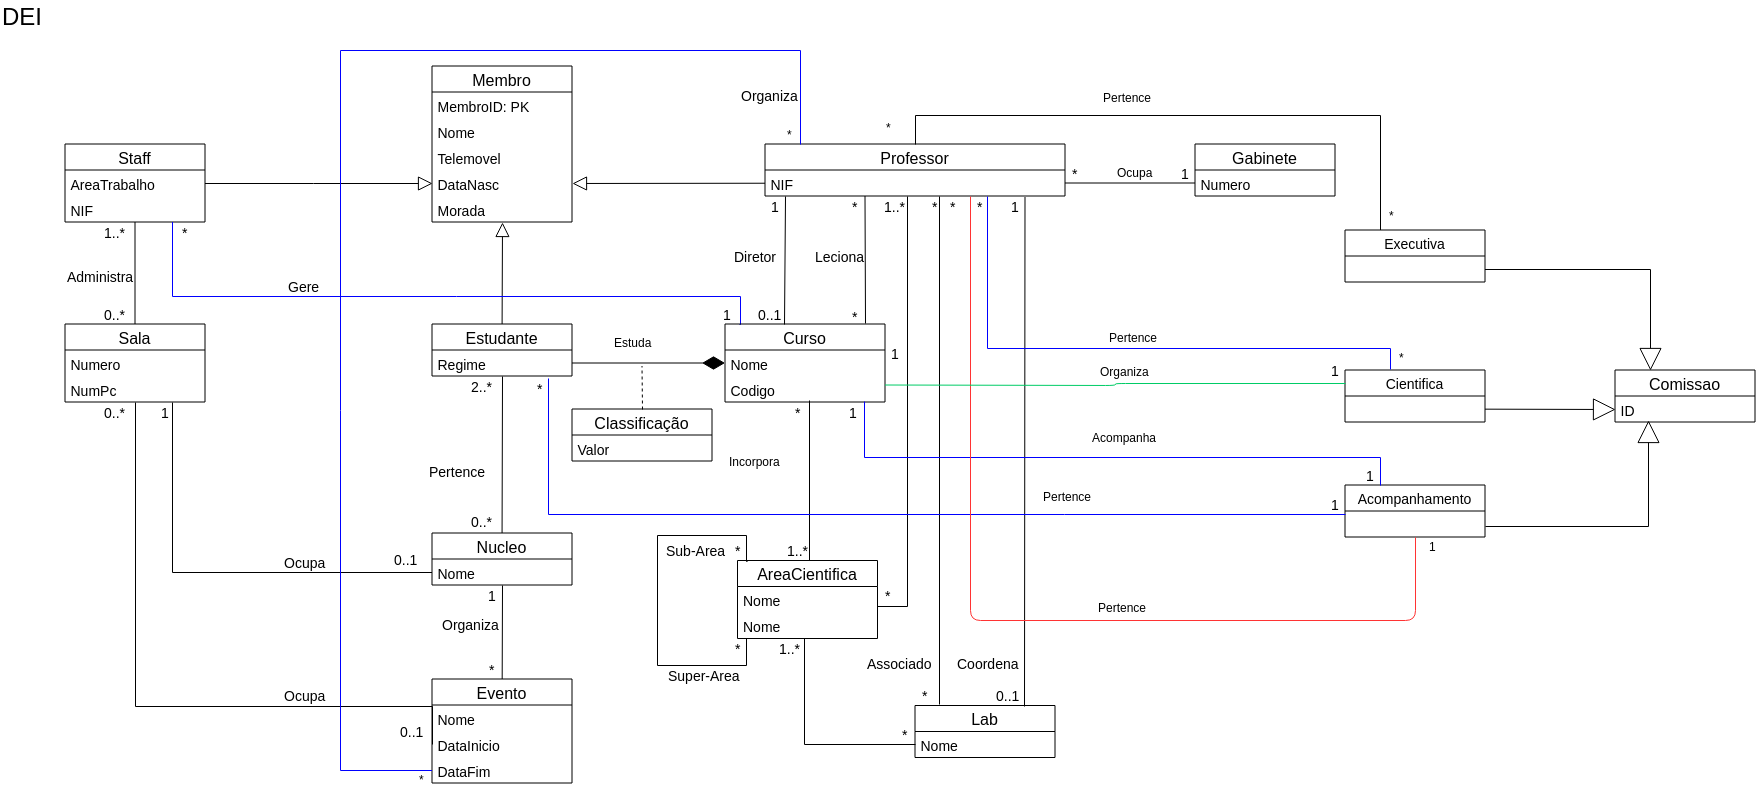 DEI
Membro
MembroID: PK
Nome
Telemovel
DataNasc
Morada
Organiza
*
*
Pertence
Staff
AreaTrabalho
NIF
Professor
NIF
*
Ocupa
1
Gabinete
Numero
1..*
*
1
*
1..*
*
*
*
1
*
Executiva
Administra
Gere
Diretor
Leciona
0..*
1
0..1
*
Sala
Numero
NumPc
Estudante
Regime
Estuda
Curso
Nome
Codigo
1
Pertence
*
Organiza
1
Cientifica
Comissao
ID
0..*
1
2..*
*
Classificação
Valor
*
1
Acompanha
Incorpora
Pertence
1
Pertence
1
Acompanhamento
1
0..*
Nucleo
Nome
Ocupa
0..1
Sub-Area
*
1..*
AreaCientifica
Nome
Nome
*
*
1..*
Super-Area
Pertence
1
Organiza
*
Associado
Coordena
*
0..1
Ocupa
0..1
Evento
Nome
DataInicio
DataFim
*
*
Lab
Nome